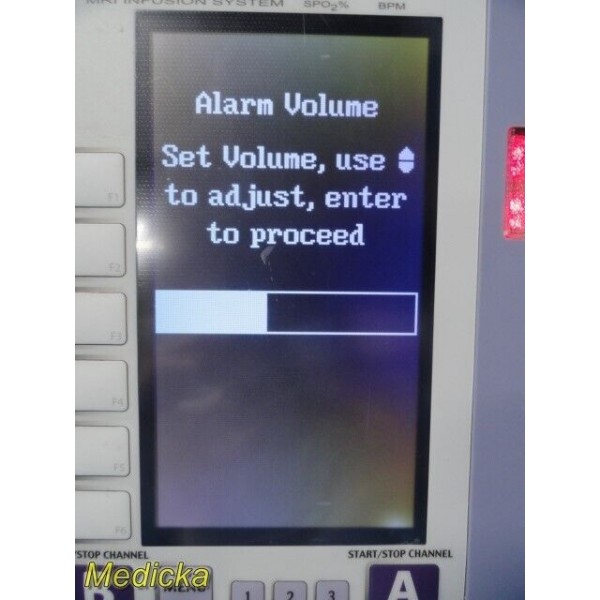 MRI INFUSION SYSTEM SPO2% BPM
Alarm Volume
Set Volume, use
to adjust, enter
to proceed
F1
F2
F3
F4
F5
F6
/STOP CHANNEL START/STOP CHANNEL
B MENU 1 2 3 A
Medicka